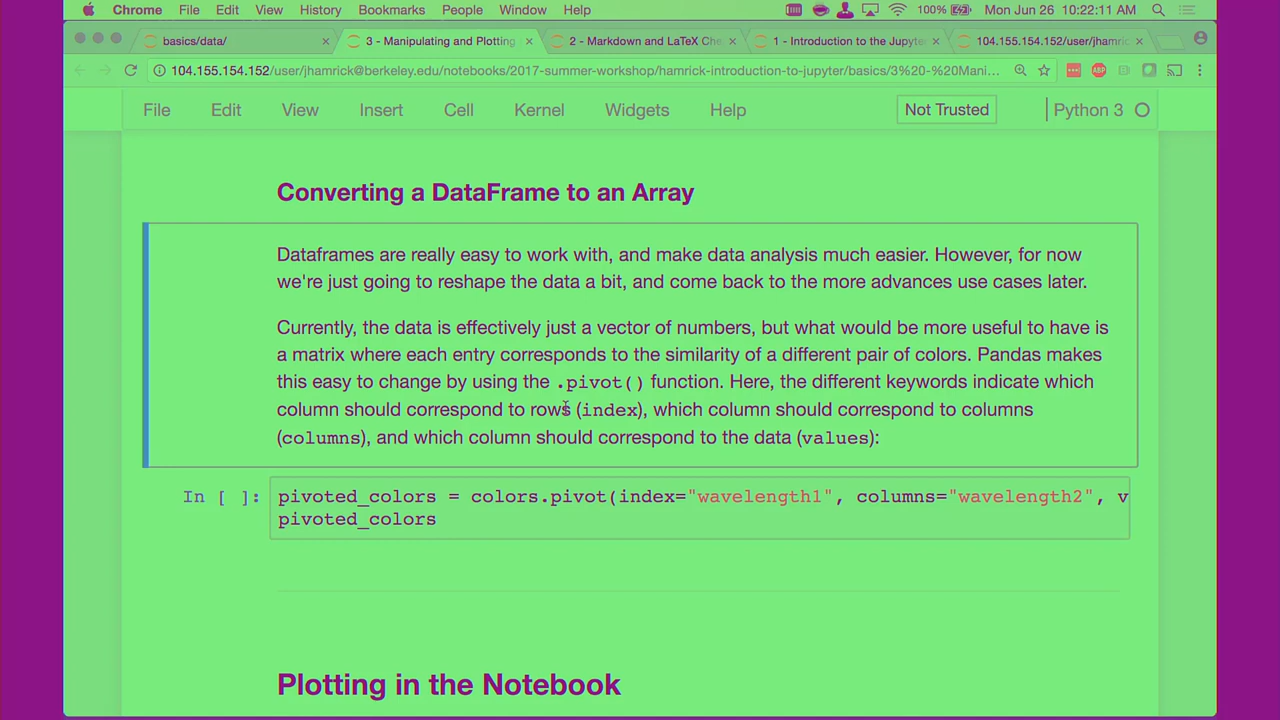 Chrome File Edit View History Bookmarks People Window Help 100% Mon Jun 26 10:22:11 AM
basics/data/ 3 - Manipulating and Plotting 2 - Markdown and LaTeX Che 1 - Introduction to the Jupyte 104.155.154.152/user/jhamric
104.155.154.152/user/jhamrick@berkeley.edu/notebooks/2017-summer-workshop/hamrick-introduction-to-jupyter/basics/3%20-%20Mani... ABP
File Edit View Insert Cell Kernel Widgets Help Not Trusted Python 3
Converting a DataFrame to an Array
Dataframes are really easy to work with, and make data analysis much easier. However, for now
we're just going to reshape the data a bit, and come back to the more advances use cases later.
Currently, the data is effectively just a vector of numbers, but what would be more useful to have is
a matrix where each entry corresponds to the similarity of a different pair of colors. Pandas makes
this easy to change by using the .pivot() function. Here, the different keywords indicate which
column should correspond to rows (index), which column should correspond to columns
(columns), and which column should correspond to the data (values):
In [ ]: pivoted_colors = colors.pivot(index="wavelength1", columns="wavelength2", v
pivoted_colors
Plotting in the Notebook